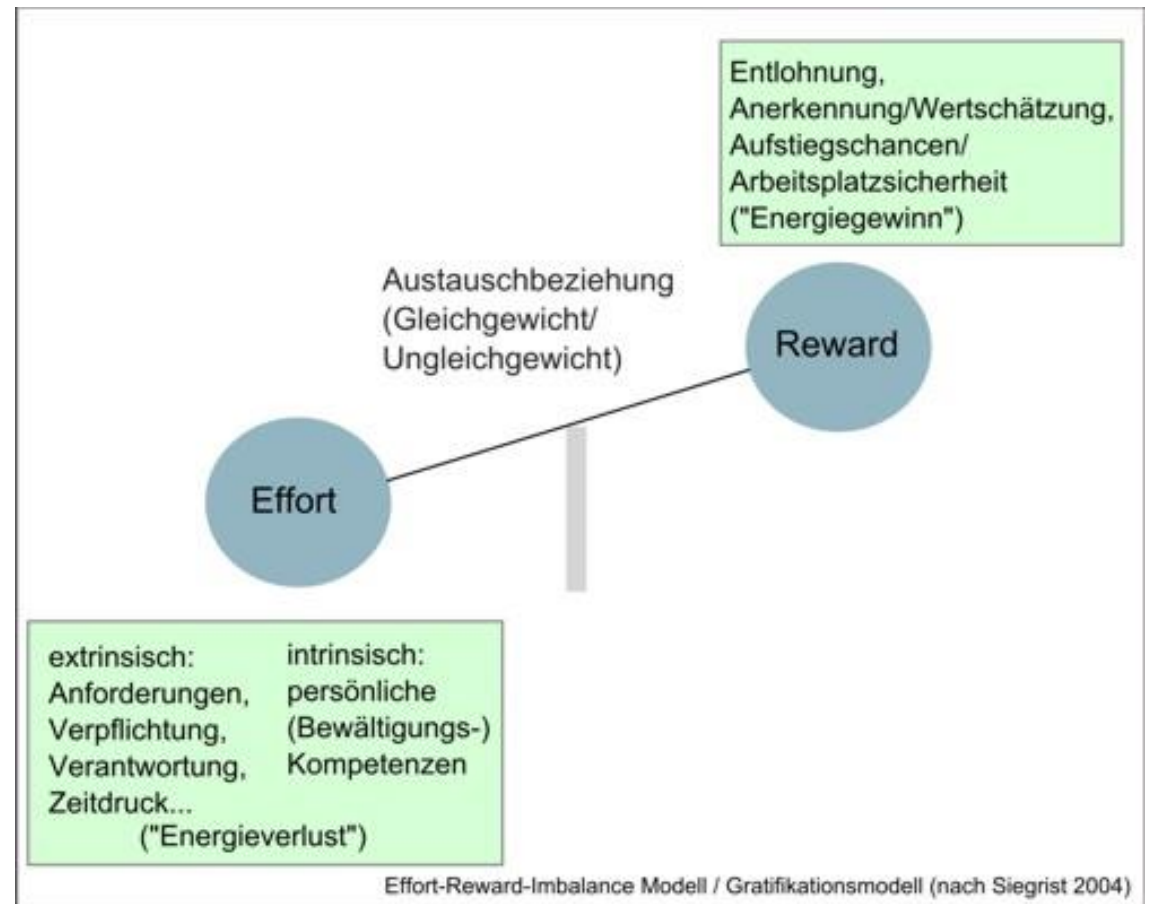 Entlohnung,
Anerkennung/Wertschätzung,
Aufstiegschancen/
Arbeitsplatzsicherheit
("Energiegewinn")
Austauschbeziehung
(Gleichgewicht/
Ungleichgewicht)
Reward
Effort
extrinsisch:
Anforderungen,
Verpflichtung,
Verantwortung,
Zeitdruck...
intrinsisch:
persönliche
(Bewältigungs-)
Kompetenzen
("Energieverlust")
Effort-Reward-Imbalance Modell / Gratifikationsmodell (nach Siegrist 2004)